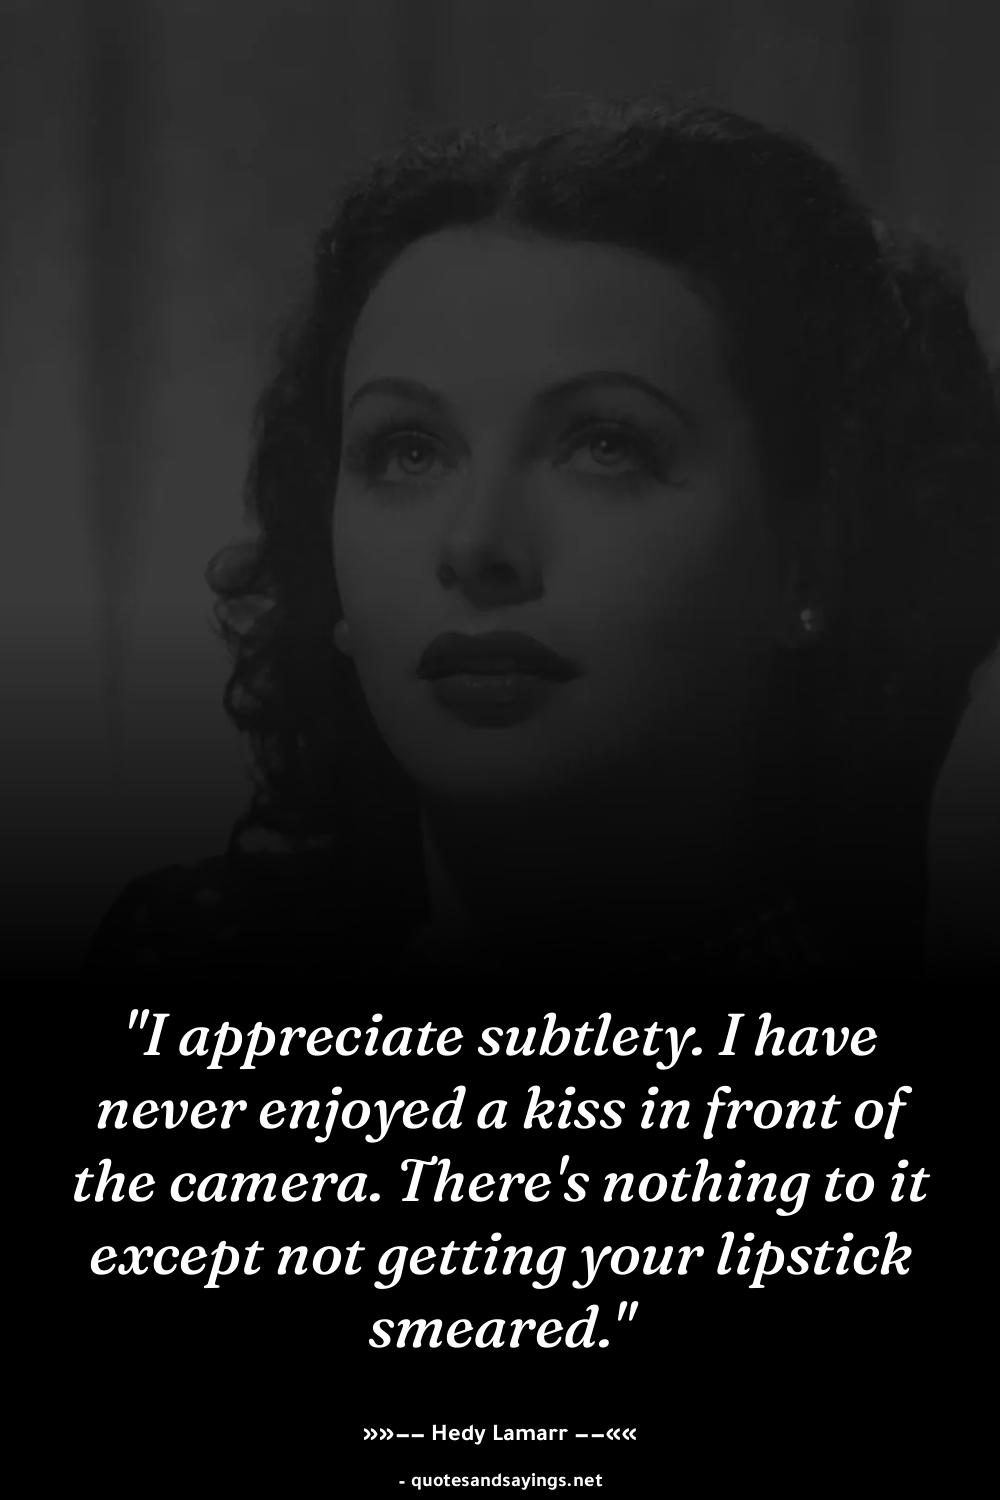 "I appreciate subtlety. I have
never enjoyed a kiss in front of
the camera. There's nothing to it
except not getting your lipstick
smeared."
»»–– Hedy Lamarr ––««
- quotesandsayings.net